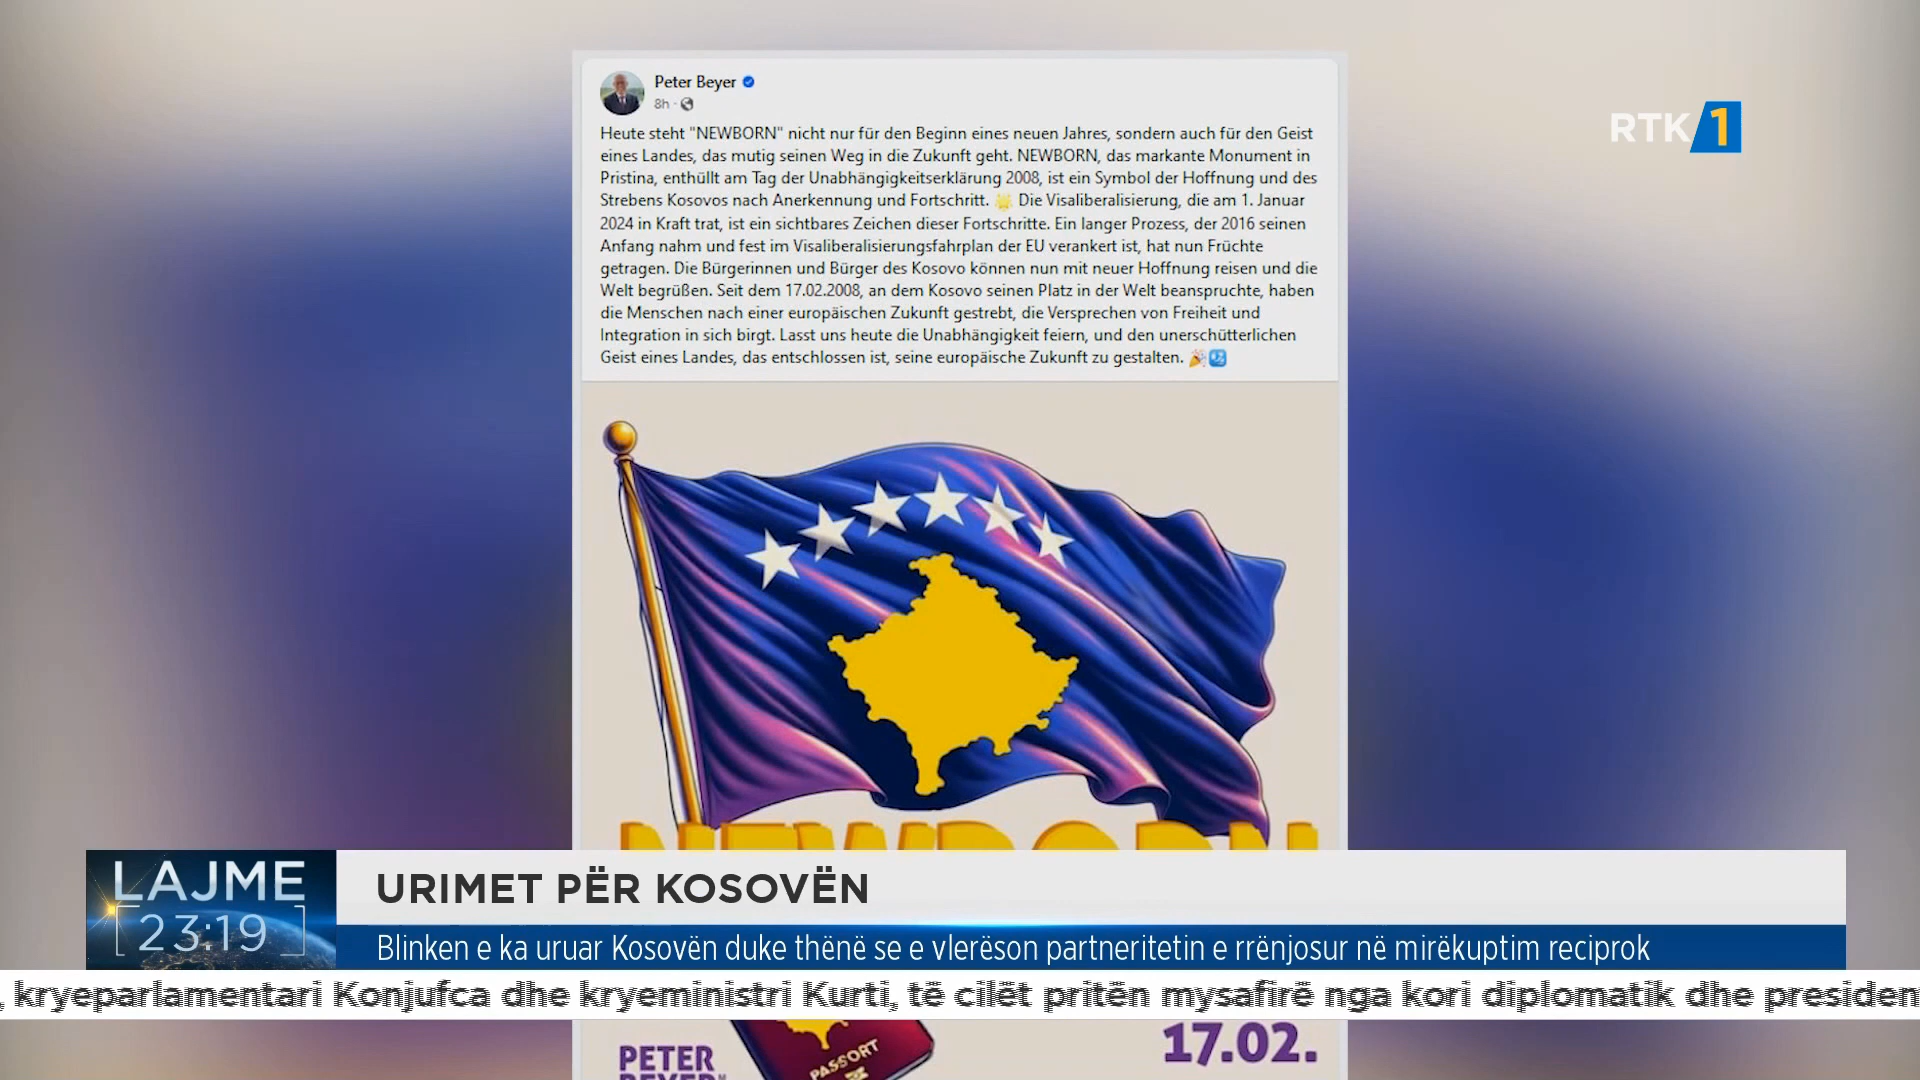 Peter Beyer
8h ·
Heute steht "NEWBORN" nicht nur für den Beginn eines neuen Jahres, sondern auch für den Geist
eines Landes, das mutig seinen Weg in die Zukunft geht. NEWBORN, das markante Monument in
Pristina, enthüllt am Tag der Unabhängigkeitserklärung 2008, ist ein Symbol der Hoffnung und des
Strebens Kosovos nach Anerkennung und Fortschritt. 🌟 Die Visaliberalisierung, die am 1. Januar
2024 in Kraft trat, ist ein sichtbares Zeichen dieser Fortschritte. Ein langer Prozess, der 2016 seinen
Anfang nahm und fest im Visaliberalisierungsfahrplan der EU verankert ist, hat nun Früchte
getragen. Die Bürgerinnen und Bürger des Kosovo können nun mit neuer Hoffnung reisen und die
Welt begrüßen. Seit dem 17.02.2008, an dem Kosovo seinen Platz in der Welt beanspruchte, haben
die Menschen nach einer europäischen Zukunft gestrebt, die Versprechen von Freiheit und
Integration in sich birgt. Lasst uns heute die Unabhängigkeit feiern, und den unerschütterlichen
Geist eines Landes, das entschlossen ist, seine europäische Zukunft zu gestalten. 🎉
RTK 1
NEWBORN
LAJME
23:19
URIMET PËR KOSOVËN
Blinken e ka uruar Kosovën duke thënë se e vlerëson partneritetin e rrënjosur në mirëkuptim reciprok
, kryeparlamentari Konjufca dhe kryeministri Kurti, të cilët pritën mysafirë nga kori diplomatik dhe presiden
PASSORT
17.02.
PETER
BEYER